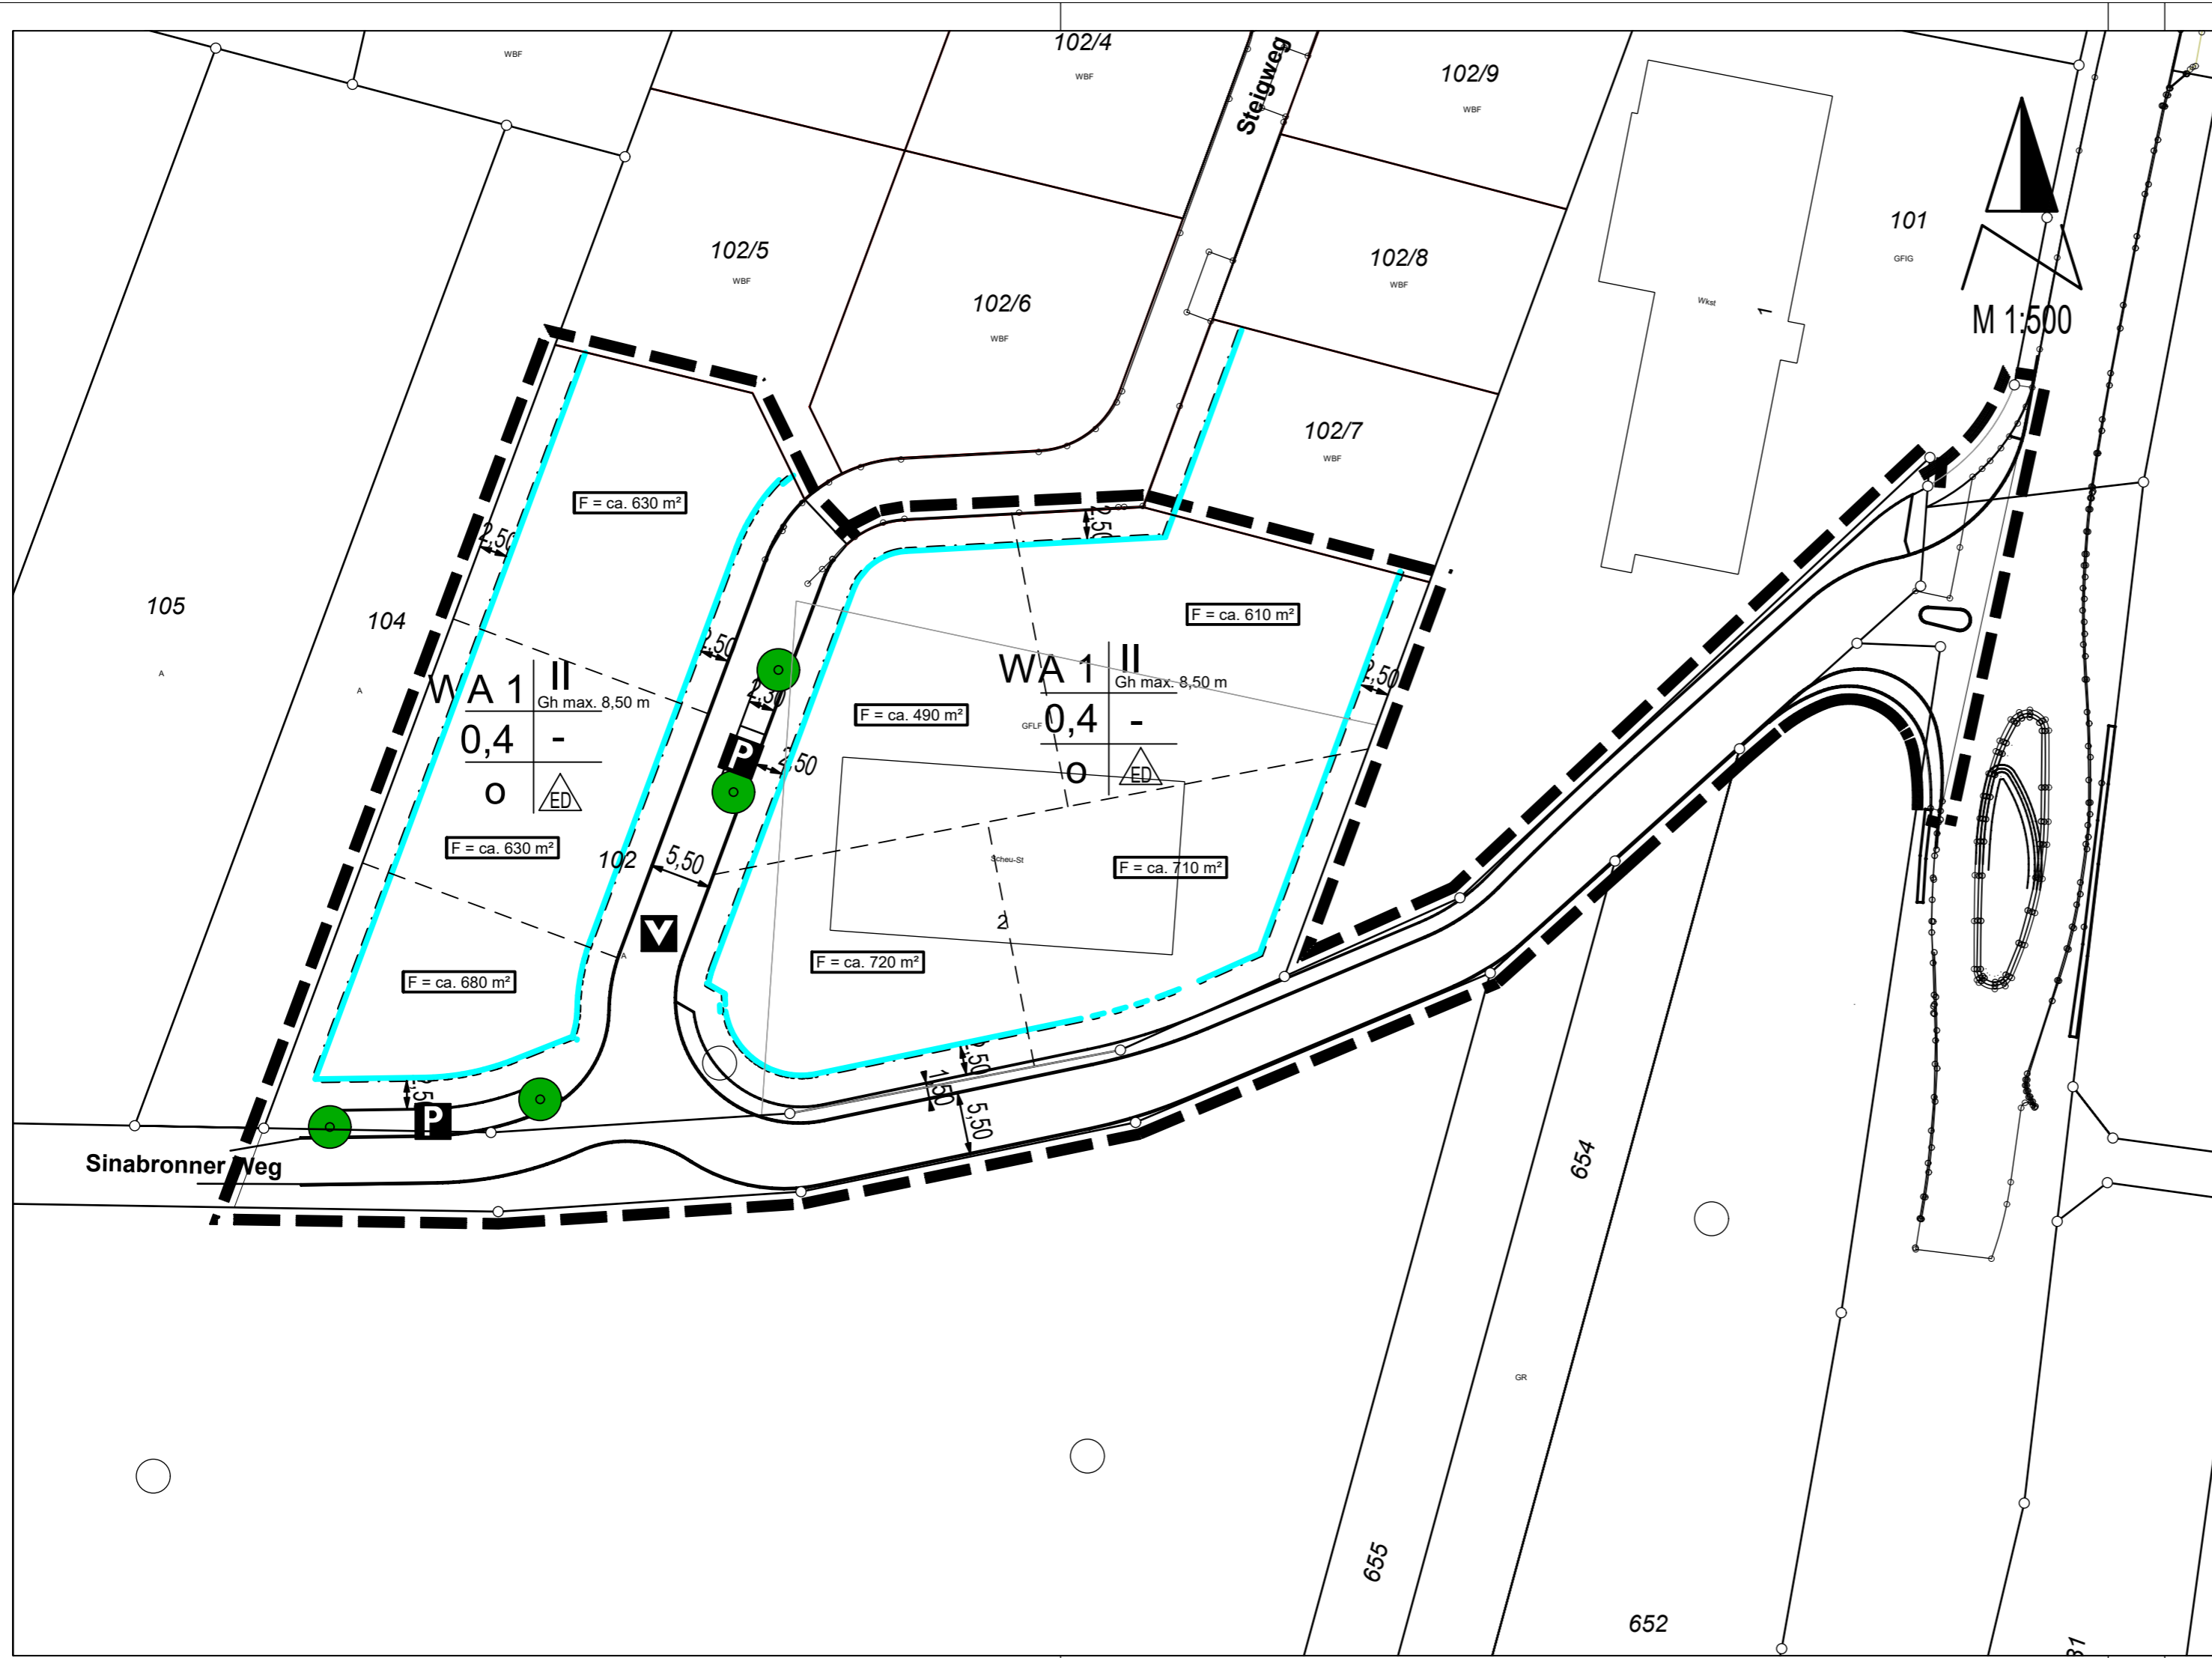 WBF
102/4
WBF
Steigweg
102/9
WBF
101
GFIG
102/5
WBF
102/6
WBF
102/8
WBF
Wkst
1
M 1:500
102/7
WBF
F = ca. 630 m²
2,50
2,50
105
A
104
A
F = ca. 610 m²
WA 1
II
Gh max. 8,50 m
0,4
-
o
ED
2,50
2,50
P
2,50
F = ca. 490 m²
GFLF
WA 1
II
Gh max. 8,50 m
0,4
-
o
ED
2,50
F = ca. 630 m²
102
5,50
Scheu-St
F = ca. 710 m²
2
V
A
F = ca. 720 m²
F = ca. 680 m²
2,50
P
2,50
1,50
5,50
Sinabronner Weg
654
655
GR
652